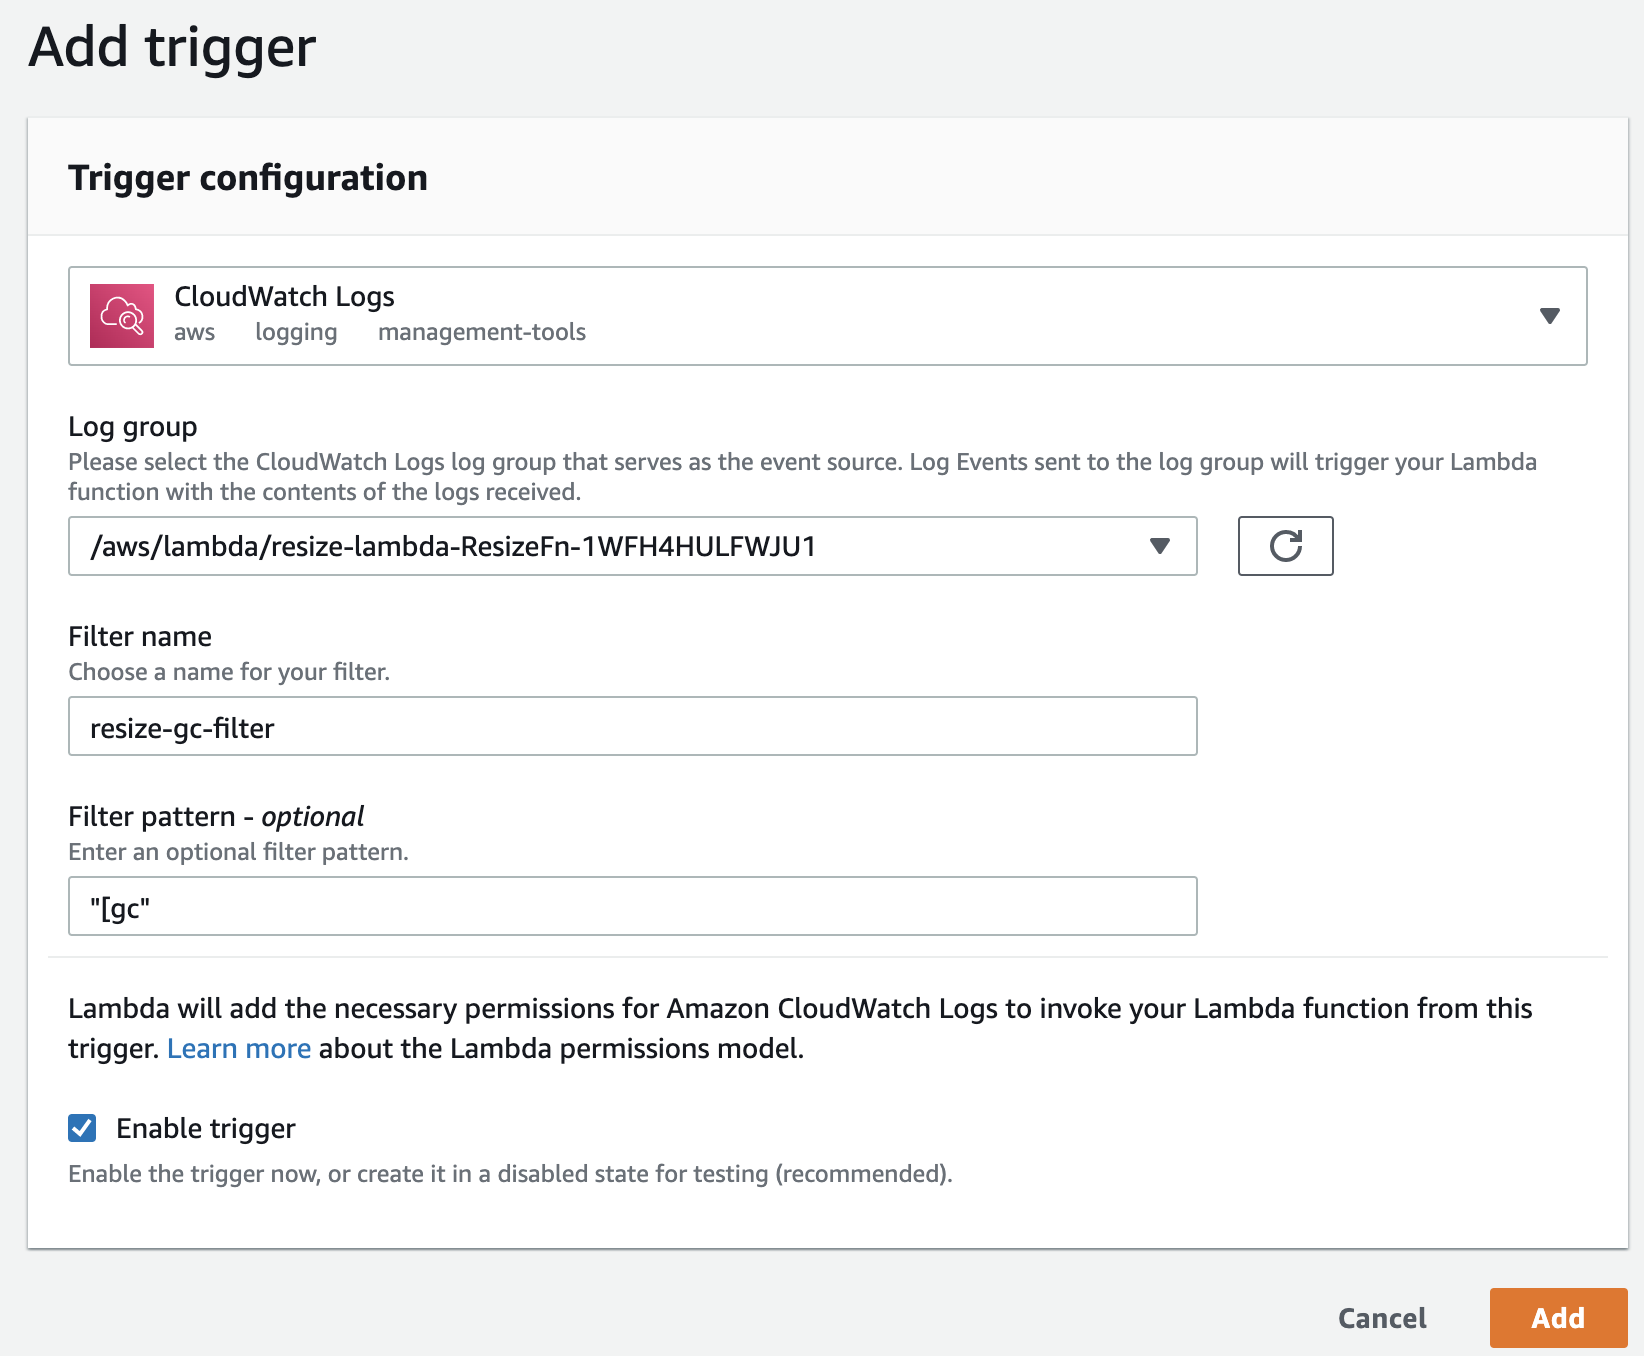 Add trigger
Trigger configuration
CloudWatch Logs
aws logging management-tools
Log group
Please select the CloudWatch Logs log group that serves as the event source. Log Events sent to the log group will trigger your Lambda
function with the contents of the logs received.
/aws/lambda/resize-lambda-ResizeFn-1WFH4HULFWJU1
Filter name
Choose a name for your filter.
resize-gc-filter
Filter pattern - optional
Enter an optional filter pattern.
"[gc"
Lambda will add the necessary permissions for Amazon CloudWatch Logs to invoke your Lambda function from this
trigger. Learn more about the Lambda permissions model.
Enable trigger
Enable the trigger now, or create it in a disabled state for testing (recommended).
Cancel Add